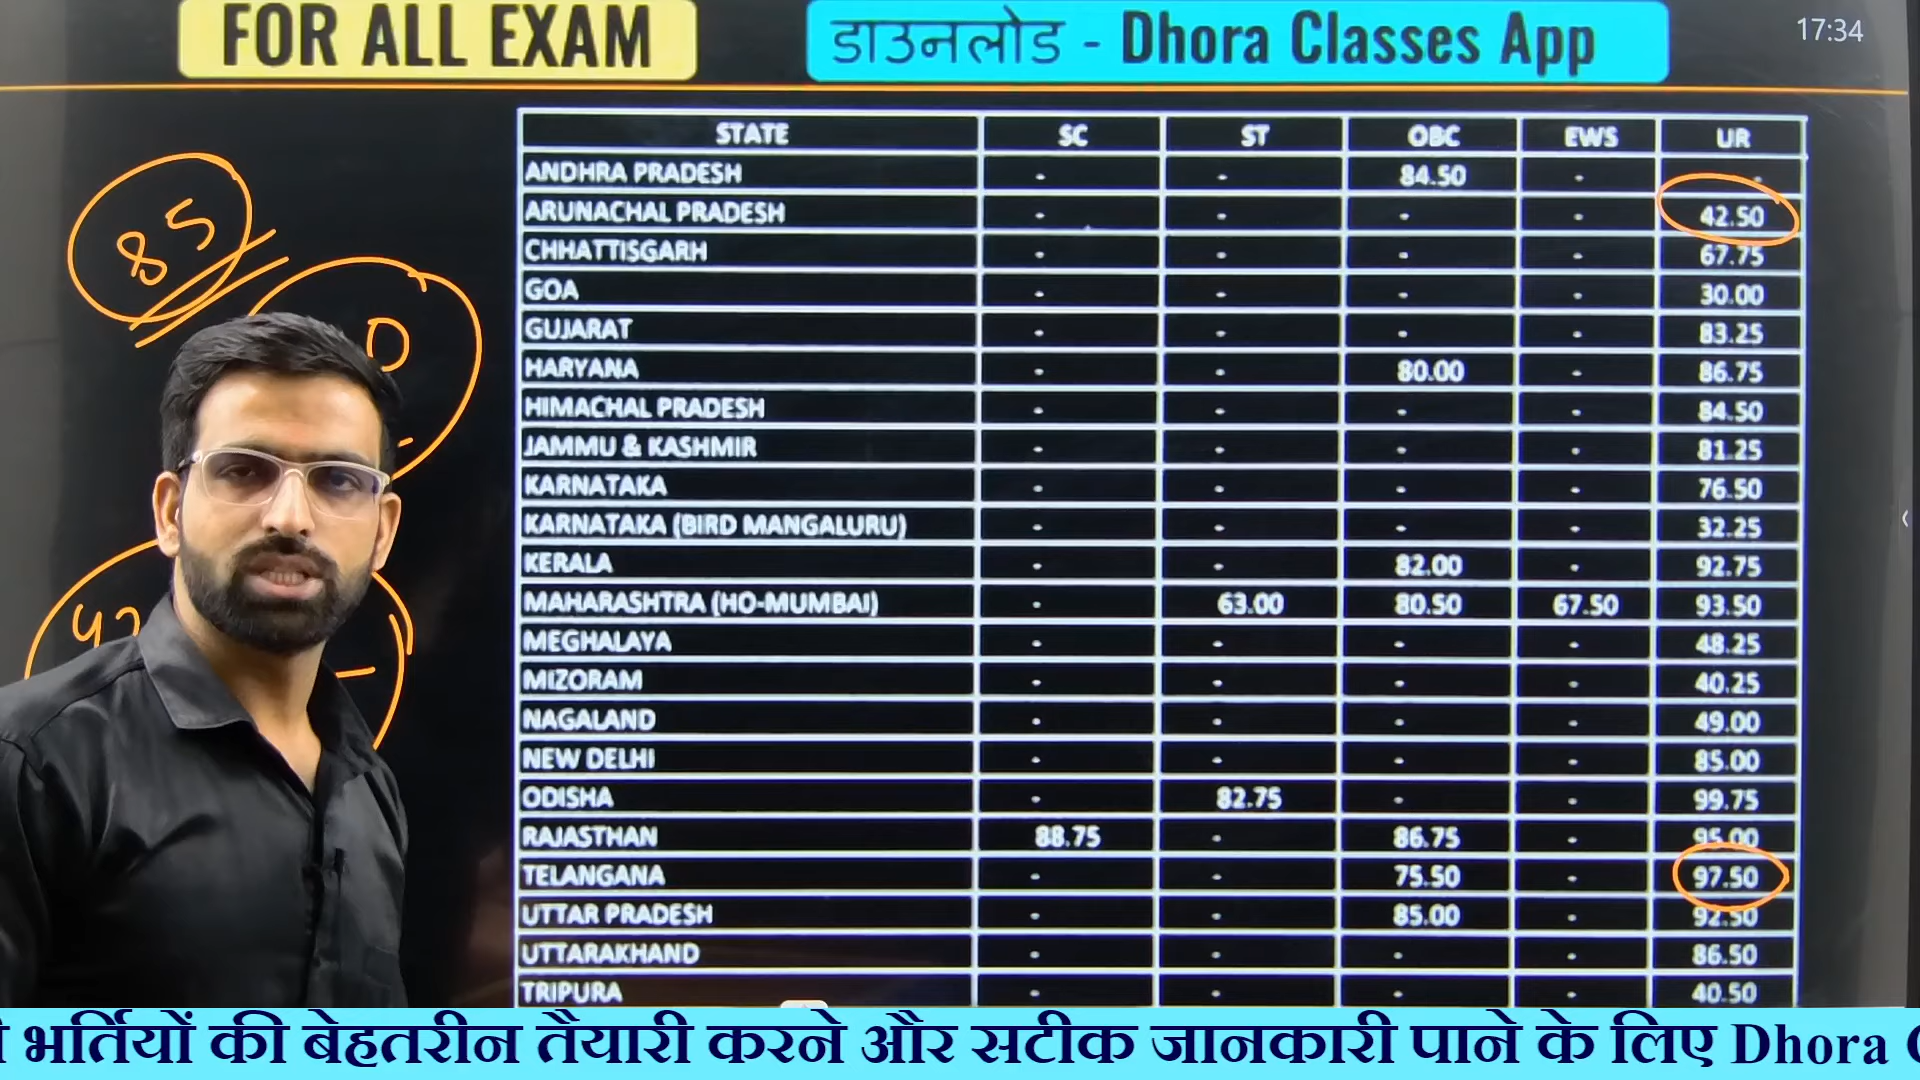 FOR ALL EXAM
डाउनलोड - Dhora Classes App
17:34
STATE SC ST OBC EWS UR
ANDHRA PRADESH - - 84.50 - -
ARUNACHAL PRADESH - - - - 42.50
CHHATTISGARH - - - - 67.75
GOA - - - - 30.00
GUJARAT - - - - 83.25
HARYANA - - 80.00 - 86.75
HIMACHAL PRADESH - - - - 84.50
JAMMU & KASHMIR - - - - 81.25
KARNATAKA - - - - 76.50
KARNATAKA (BIRD MANGALURU) - - - - 32.25
KERALA - - 82.00 - 92.75
MAHARASHTRA (HO-MUMBAI) - 63.00 80.50 67.50 93.50
MEGHALAYA - - - - 48.25
MIZORAM - - - - 40.25
NAGALAND - - - - 49.00
NEW DELHI - - - - 85.00
ODISHA - 82.75 - - 99.75
RAJASTHAN 88.75 - 86.75 - 95.00
TELANGANA - - 75.50 - 97.50
UTTAR PRADESH - - 85.00 - 92.50
UTTARAKHAND - - - - 86.50
TRIPURA - - - - 40.50
85
भर्तियों की बेहतरीन तैयारी करने और सटीक जानकारी पाने के लिए Dhora